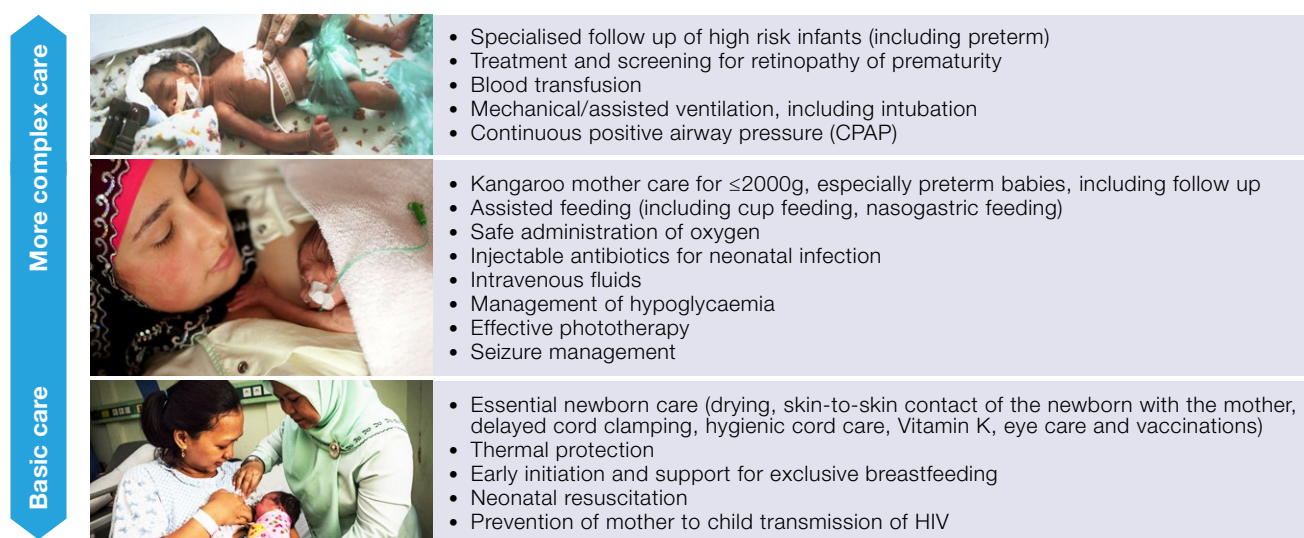 More complex care
• Specialised follow up of high risk infants (including preterm)
• Treatment and screening for retinopathy of prematurity
• Blood transfusion
• Mechanical/assisted ventilation, including intubation
• Continuous positive airway pressure (CPAP)
• Kangaroo mother care for ≤2000g, especially preterm babies, including follow up
• Assisted feeding (including cup feeding, nasogastric feeding)
• Safe administration of oxygen
• Injectable antibiotics for neonatal infection
• Intravenous fluids
• Management of hypoglycaemia
• Effective phototherapy
• Seizure management
Basic care
• Essential newborn care (drying, skin-to-skin contact of the newborn with the mother,
delayed cord clamping, hygienic cord care, Vitamin K, eye care and vaccinations)
• Thermal protection
• Early initiation and support for exclusive breastfeeding
• Neonatal resuscitation
• Prevention of mother to child transmission of HIV